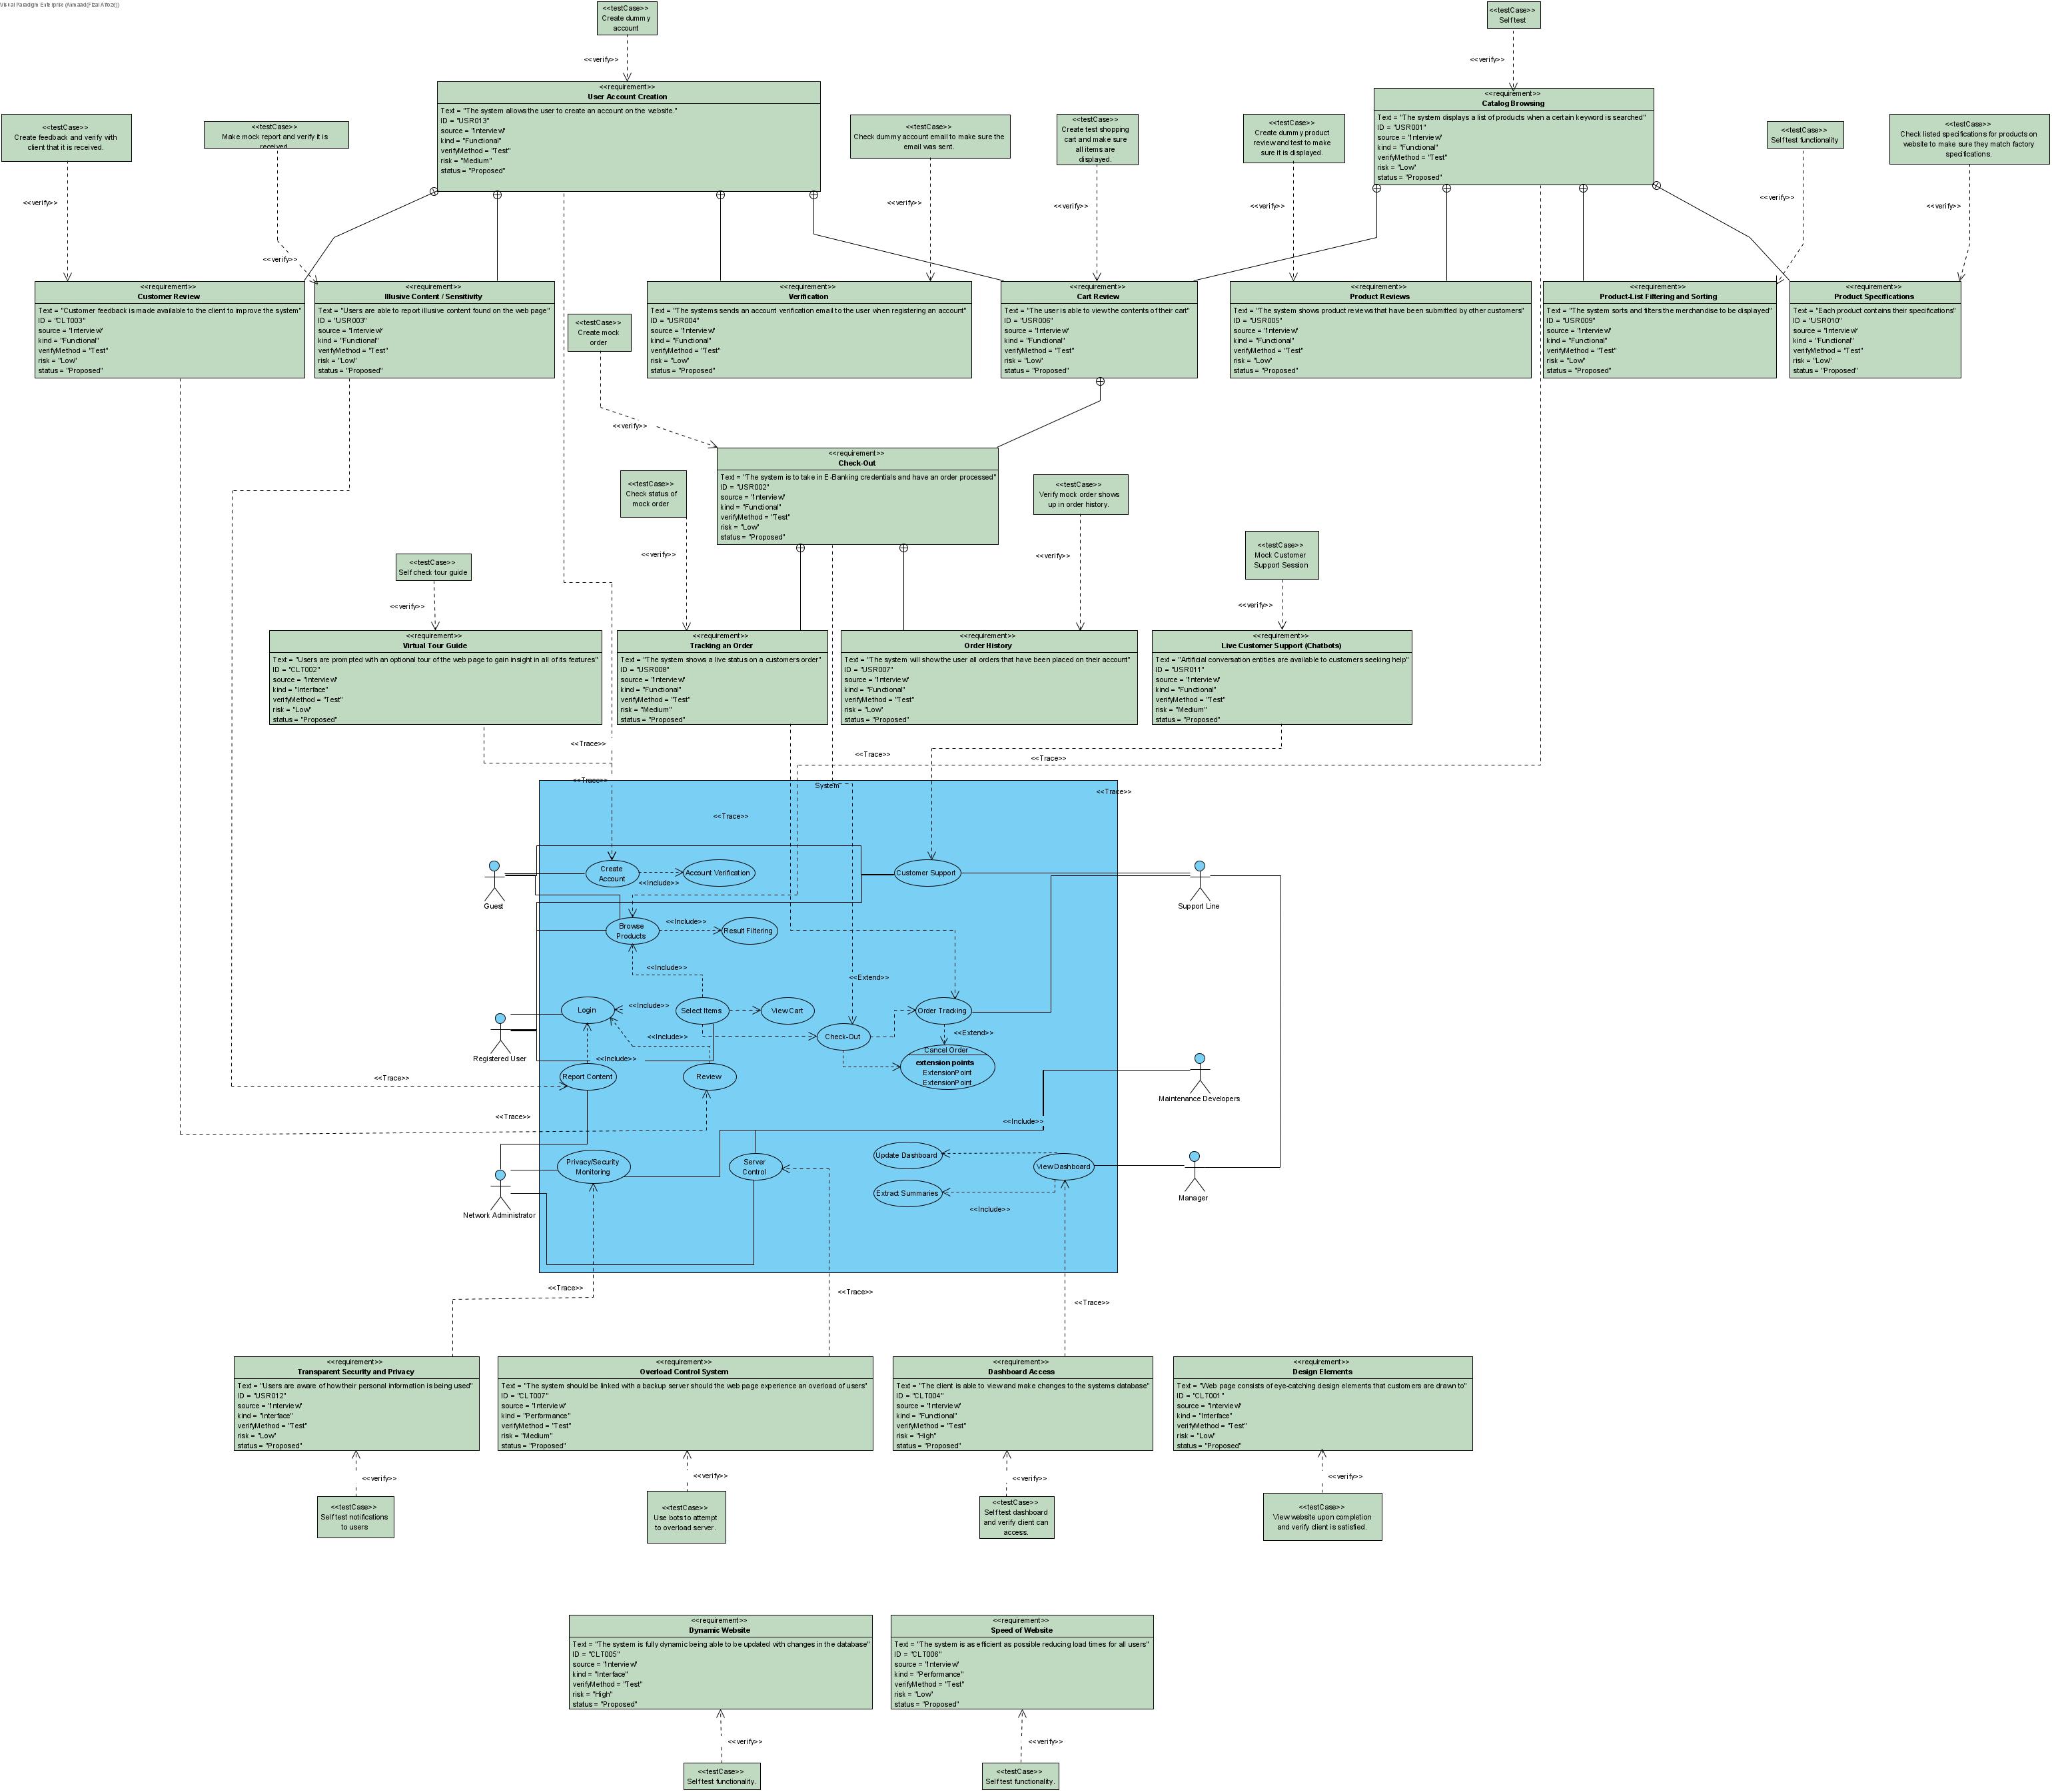 <<testCase>>
Create dummy
account
<<testCase>>
Self test
<<verify>>
<<verify>>
<<requirement>>
User Account Creation
Text = "The system allows the user to create an account on the website."
ID = "USR013"
source = "Interview"
kind = "Functional"
verifyMethod = "Test"
risk = "Medium"
status = "Proposed"
<<requirement>>
Catalog Browsing
Text = "The system displays a list of products when a certain keyword is searched"
ID = "USR001"
source = "Interview"
kind = "Functional"
verifyMethod = "Test"
risk = "Low"
status = "Proposed"
<<testCase>>
Create feedback and verify with
client that it is received.
<<testCase>>
Make mock report and verify it is
received.
<<testCase>>
Check dummy account email to make sure the
email was sent.
<<testCase>>
Create test shopping
cart and make sure
all items are
displayed.
<<testCase>>
Create dummy product
review and test to make
sure it is displayed.
<<testCase>>
Self test functionality
<<testCase>>
Check listed specifications for products on
website to make sure they match factory
specifications.
<<verify>>
<<verify>>
<<verify>>
<<verify>>
<<verify>>
<<verify>>
<<verify>>
<<requirement>>
Customer Review
Text = "Customer feedback is made available to the client to improve the system"
ID = "CLT003"
source = "Interview"
kind = "Functional"
verifyMethod = "Test"
risk = "Low"
status = "Proposed"
<<requirement>>
Illusive Content / Sensitivity
Text = "Users are able to report illusive content found on the web page"
ID = "USR003"
source = "Interview"
kind = "Functional"
verifyMethod = "Test"
risk = "Low"
status = "Proposed"
<<requirement>>
Verification
Text = "The systems sends an account verification email to the user when registering an account"
ID = "USR004"
source = "Interview"
kind = "Functional"
verifyMethod = "Test"
risk = "Low"
status = "Proposed"
<<requirement>>
Cart Review
Text = "The user is able to view the contents of their cart"
ID = "USR006"
source = "Interview"
kind = "Functional"
verifyMethod = "Test"
risk = "Low"
status = "Proposed"
<<requirement>>
Product Reviews
Text = "The system shows product reviews that have been submitted by other customers"
ID = "USR005"
source = "Interview"
kind = "Functional"
verifyMethod = "Test"
risk = "Low"
status = "Proposed"
<<requirement>>
Product-List Filtering and Sorting
Text = "The system sorts and filters the merchandise to be displayed"
ID = "USR009"
source = "Interview"
kind = "Functional"
verifyMethod = "Test"
risk = "Low"
status = "Proposed"
<<requirement>>
Product Specifications
Text = "Each product contains their specifications"
ID = "USR010"
source = "Interview"
kind = "Functional"
verifyMethod = "Test"
risk = "Low"
status = "Proposed"
<<testCase>>
Create mock
order
<<verify>>
<<requirement>>
Check-Out
Text = "The system is to take in E-Banking credentials and have an order processed"
ID = "USR002"
source = "Interview"
kind = "Functional"
verifyMethod = "Test"
risk = "Low"
status = "Proposed"
<<testCase>>
Check status of
mock order
<<testCase>>
Verify mock order shows
up in order history.
<<testCase>>
Self check tour guide
<<testCase>>
Mock Customer
Support Session
<<verify>>
<<verify>>
<<verify>>
<<verify>>
<<requirement>>
Virtual Tour Guide
Text = "Users are prompted with an optional tour of the web page to gain insight in all of its features"
ID = "CLT002"
source = "Interview"
kind = "Interface"
verifyMethod = "Test"
risk = "Low"
status = "Proposed"
<<requirement>>
Tracking an Order
Text = "The system shows a live status on a customers order"
ID = "USR008"
source = "Interview"
kind = "Functional"
verifyMethod = "Test"
risk = "Medium"
status = "Proposed"
<<requirement>>
Order History
Text = "The system will show the user all orders that have been placed on their account"
ID = "USR007"
source = "Interview"
kind = "Functional"
verifyMethod = "Test"
risk = "Low"
status = "Proposed"
<<requirement>>
Live Customer Support (Chatbots)
Text = "Artificial conversation entities are available to customers seeking help"
ID = "USR011"
source = "Interview"
kind = "Functional"
verifyMethod = "Test"
risk = "Medium"
status = "Proposed"
<<Trace>>
<<Trace>>
<<Trace>>
<<Trace>>
System
<<Trace>>
<<Trace>>
Create
Account
<<Include>>
Account Verification
Customer Support
Guest
Support Line
Browse
Products
<<Include>>
Result Filtering
<<Include>>
<<Extend>>
Login
<<Include>>
Select Items
View Cart
Order Tracking
Check-Out
<<Include>>
<<Extend>>
Registered User
<<Include>>
Cancel Order
extension points
ExtensionPoint
ExtensionPoint
Report Content
Review
<<Trace>>
Maintenance Developers
<<Trace>>
<<Include>>
Privacy/Security
Monitoring
Server
Control
Update Dashboard
View Dashboard
Extract Summaries
<<Include>>
Network Administrator
Manager
<<Trace>>
<<Trace>>
<<Trace>>
<<requirement>>
Transparent Security and Privacy
Text = "Users are aware of how their personal information is being used"
ID = "USR012"
source = "Interview"
kind = "Interface"
verifyMethod = "Test"
risk = "Low"
status = "Proposed"
<<requirement>>
Overload Control System
Text = "The system should be linked with a backup server should the web page experience an overload of users"
ID = "CLT007"
source = "Interview"
kind = "Performance"
verifyMethod = "Test"
risk = "Medium"
status = "Proposed"
<<requirement>>
Dashboard Access
Text = "The client is able to view and make changes to the systems database"
ID = "CLT004"
source = "Interview"
kind = "Functional"
verifyMethod = "Test"
risk = "High"
status = "Proposed"
<<requirement>>
Design Elements
Text = "Web page consists of eye-catching design elements that customers are drawn to"
ID = "CLT001"
source = "Interview"
kind = "Interface"
verifyMethod = "Test"
risk = "Low"
status = "Proposed"
<<verify>>
<<verify>>
<<verify>>
<<verify>>
<<testCase>>
Self test notifications
to users
<<testCase>>
Use bots to attempt
to overload server.
<<testCase>>
Self test dashboard
and verify client can
access.
<<testCase>>
View website upon completion
and verify client is satisfied.
<<requirement>>
Dynamic Website
Text = "The system is fully dynamic being able to be updated with changes in the database"
ID = "CLT005"
source = "Interview"
kind = "Interface"
verifyMethod = "Test"
risk = "High"
status = "Proposed"
<<requirement>>
Speed of Website
Text = "The system is as efficient as possible reducing load times for all users"
ID = "CLT006"
source = "Interview"
kind = "Performance"
verifyMethod = "Test"
risk = "Low"
status = "Proposed"
<<verify>>
<<verify>>
<<testCase>>
Self test functionality.
<<testCase>>
Self test functionality.